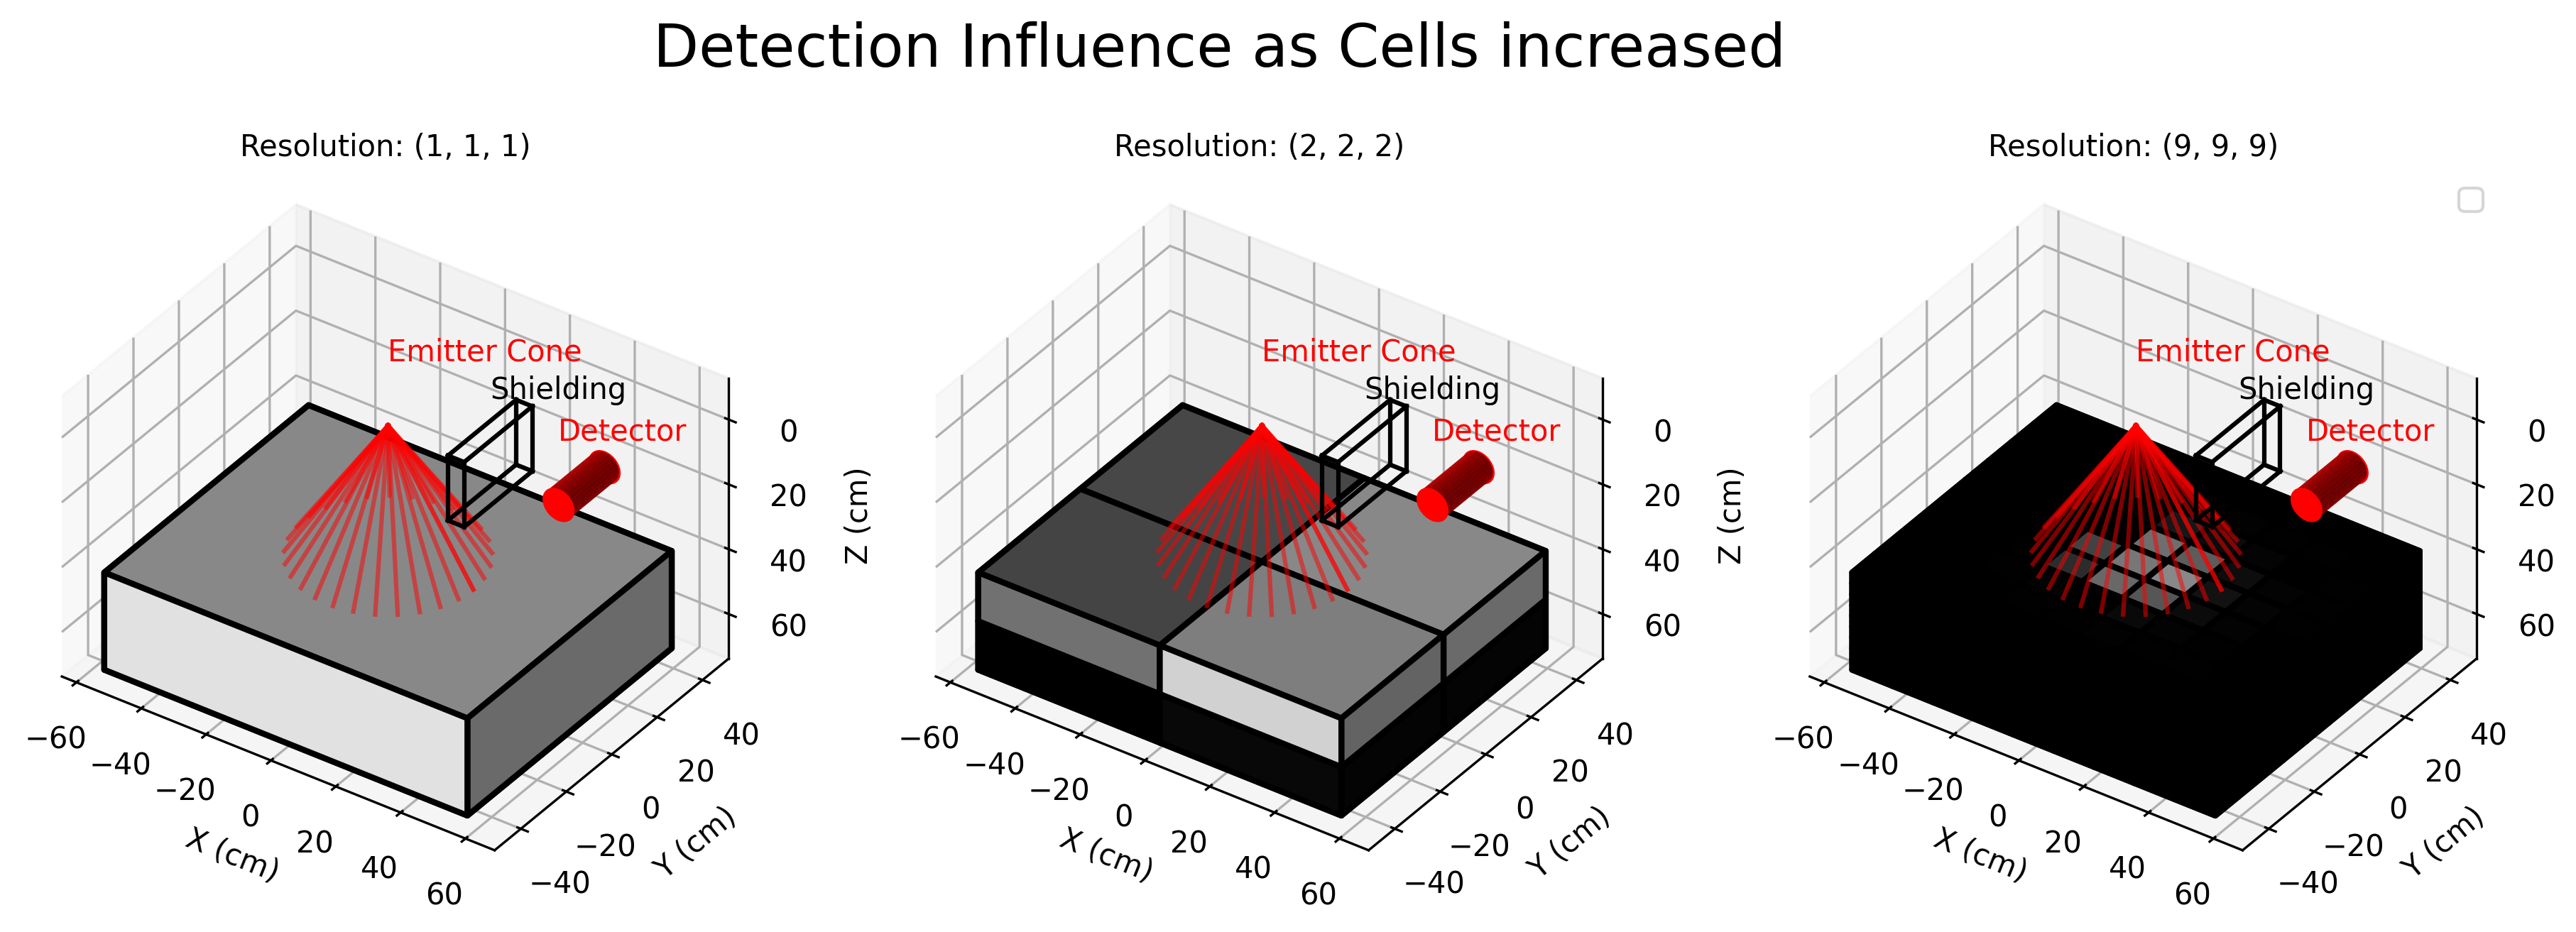 Detection Influence as Cells increased
Resolution: (1, 1, 1)
Emitter Cone
Shielding
Detector
0
20
40
60
Z (cm)
−60
−40
−20
0
20
40
60
X (cm)
−40
−20
0
20
40
Y (cm)
Resolution: (2, 2, 2)
Emitter Cone
Shielding
Detector
0
20
40
60
Z (cm)
−60
−40
−20
0
20
40
60
X (cm)
−40
−20
0
20
40
Y (cm)
Resolution: (9, 9, 9)
Emitter Cone
Shielding
Detector
0
20
40
60
−60
−40
−20
0
20
40
60
X (cm)
−40
−20
0
20
40
Y (cm)